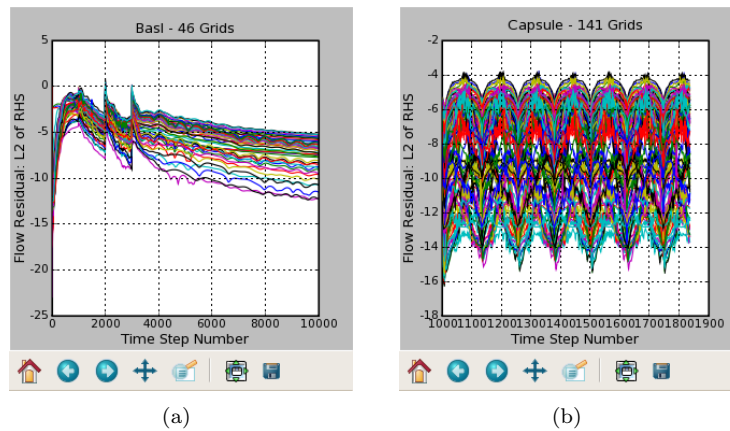 Basl - 46 Grids
Flow Residual: L2 of RHS
5
0
-5
-10
-15
-20
-25
0 2000 4000 6000 8000 10000
Time Step Number
(a)
Capsule - 141 Grids
Flow Residual: L2 of RHS
-2
-4
-6
-8
-10
-12
-14
-16
-18
1000 1100 1200 1300 1400 1500 1600 1700 1800 1900
Time Step Number
(b)